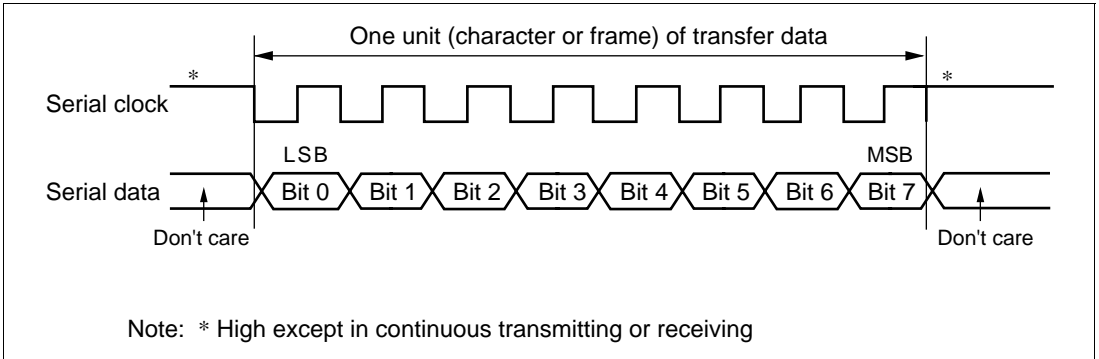 One unit (character or frame) of transfer data
* *
Serial clock
LSB MSB
Serial data Bit 0 Bit 1 Bit 2 Bit 3 Bit 4 Bit 5 Bit 6 Bit 7
Don't care Don't care
Note: * High except in continuous transmitting or receiving